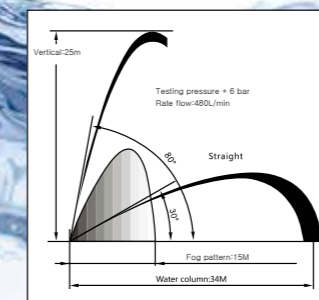 Vertical:25m
Testing pressure + 6 bar
Rate flow:480L/min
80°
Straight
30°
Fog pattern:15M
Water column:34M